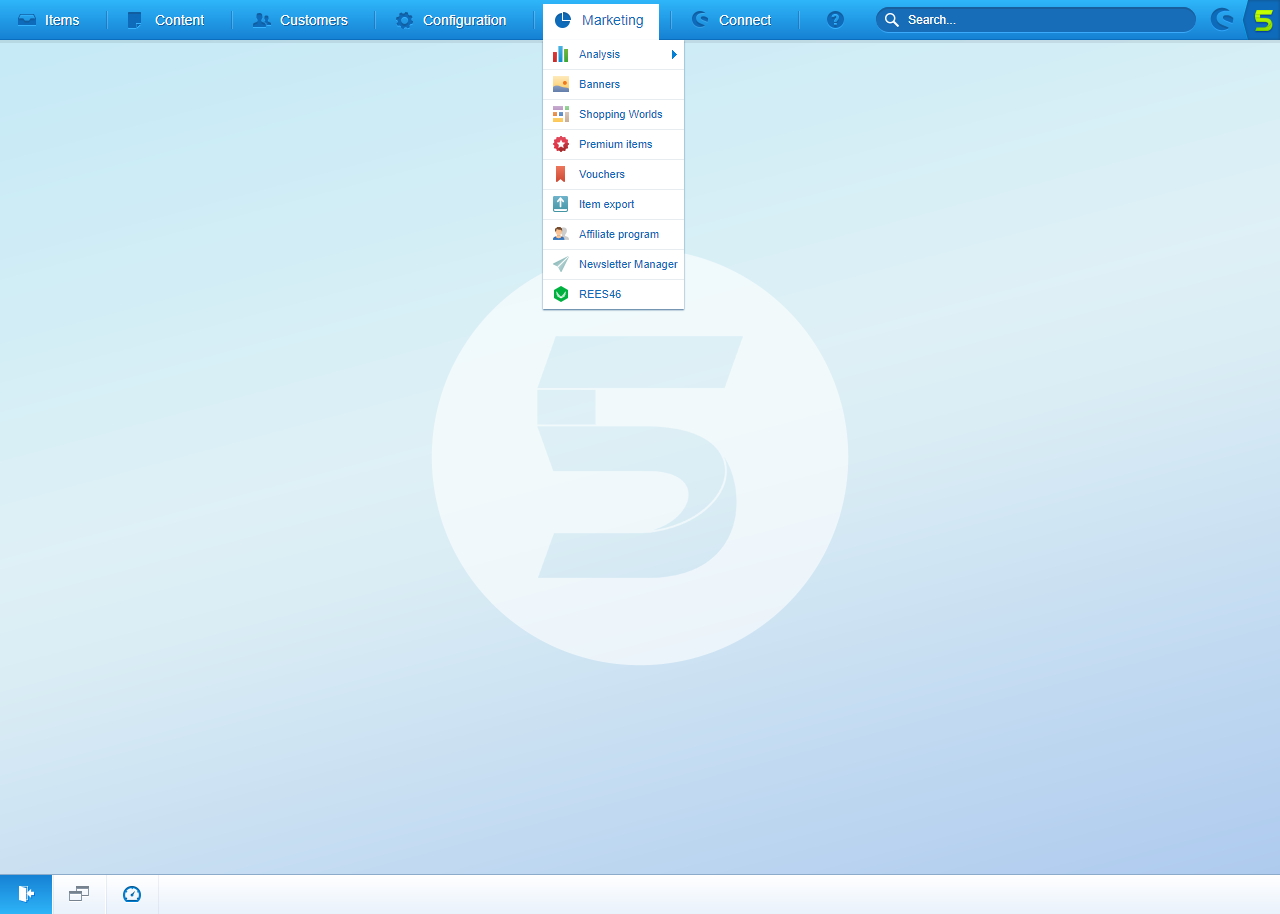 Items
Content
Customers
Configuration
Marketing
Connect
Search...
Analysis
Banners
Shopping Worlds
Premium items
Vouchers
Item export
Affiliate program
Newsletter Manager
REES46